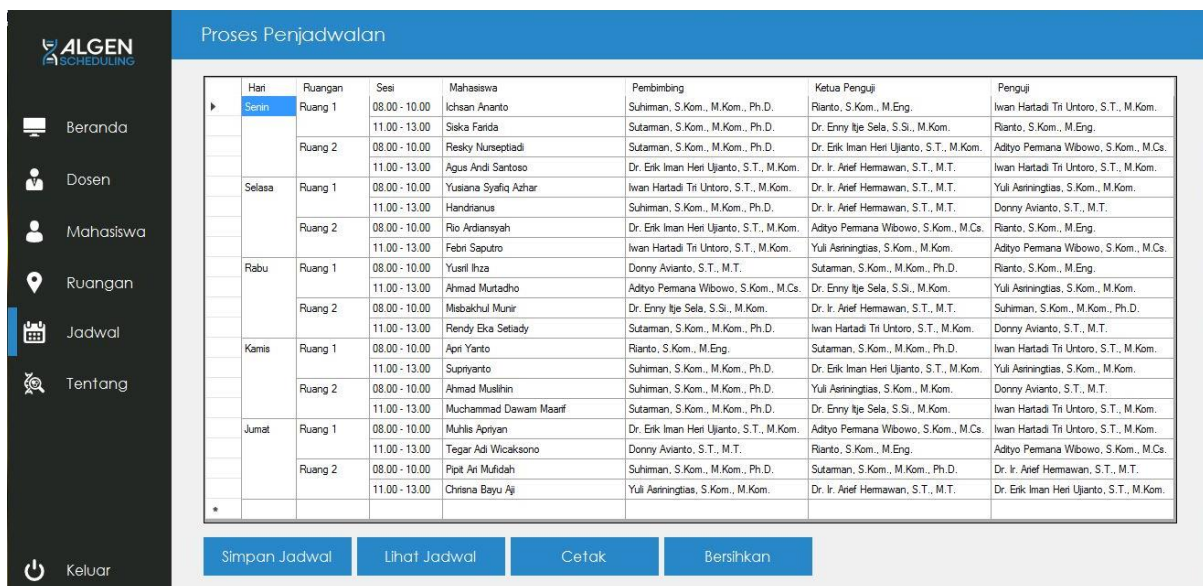 ALGEN
SCHEDULING
Beranda
Dosen
Mahasiswa
Ruangan
Jadwal
Tentang
Keluar
Proses Penjadwalan
Hari Ruangan Sesi Mahasiswa Pembimbing Ketua Penguji Penguji
Senin Ruang 1 08.00 - 10.00 Ichsan Ananto Suhirman, S.Kom., M.Kom., Ph.D. Rianto, S.Kom., M.Eng. Iwan Hartadi Tri Untoro, S.T., M.Kom.
11.00 - 13.00 Siska Farida Sutarman, S.Kom., M.Kom., Ph.D. Dr. Enny Itje Sela, S.Si., M.Kom. Rianto, S.Kom., M.Eng.
Ruang 2 08.00 - 10.00 Resky Nurseptiadi Sutarman, S.Kom., M.Kom., Ph.D. Dr. Erik Iman Heri Ujianto, S.T., M.Kom. Adityo Permana Wibowo, S.Kom., M.Cs.
11.00 - 13.00 Agus Andi Santoso Dr. Erik Iman Heri Ujianto, S.T., M.Kom. Dr. Ir. Arief Hermawan, S.T., M.T. Iwan Hartadi Tri Untoro, S.T., M.Kom.
Selasa Ruang 1 08.00 - 10.00 Yusiana Syafiq Azhar Iwan Hartadi Tri Untoro, S.T., M.Kom. Dr. Ir. Arief Hermawan, S.T., M.T. Yuli Asriningtias, S.Kom., M.Kom.
11.00 - 13.00 Handrianus Suhirman, S.Kom., M.Kom., Ph.D. Dr. Ir. Arief Hermawan, S.T., M.T. Donny Avianto, S.T., M.T.
Ruang 2 08.00 - 10.00 Rio Ardiansyah Dr. Erik Iman Heri Ujianto, S.T., M.Kom. Adityo Permana Wibowo, S.Kom., M.Cs. Rianto, S.Kom., M.Eng.
11.00 - 13.00 Febri Saputro Iwan Hartadi Tri Untoro, S.T., M.Kom. Yuli Asriningtias, S.Kom., M.Kom. Adityo Permana Wibowo, S.Kom., M.Cs.
Rabu Ruang 1 08.00 - 10.00 Yusril Ihza Donny Avianto, S.T., M.T. Sutarman, S.Kom., M.Kom., Ph.D. Rianto, S.Kom., M.Eng.
11.00 - 13.00 Ahmad Murtadho Adityo Permana Wibowo, S.Kom., M.Cs. Dr. Enny Itje Sela, S.Si., M.Kom. Yuli Asriningtias, S.Kom., M.Kom.
Ruang 2 08.00 - 10.00 Misbakhul Munir Dr. Enny Itje Sela, S.Si., M.Kom. Dr. Ir. Arief Hermawan, S.T., M.T. Suhirman, S.Kom., M.Kom., Ph.D.
11.00 - 13.00 Rendy Eka Setiady Sutarman, S.Kom., M.Kom., Ph.D. Iwan Hartadi Tri Untoro, S.T., M.Kom. Donny Avianto, S.T., M.T.
Kamis Ruang 1 08.00 - 10.00 Apri Yanto Rianto, S.Kom., M.Eng. Sutarman, S.Kom., M.Kom., Ph.D. Iwan Hartadi Tri Untoro, S.T., M.Kom.
11.00 - 13.00 Supriyanto Suhirman, S.Kom., M.Kom., Ph.D. Dr. Erik Iman Heri Ujianto, S.T., M.Kom. Yuli Asriningtias, S.Kom., M.Kom.
Ruang 2 08.00 - 10.00 Ahmad Muslihin Suhirman, S.Kom., M.Kom., Ph.D. Yuli Asriningtias, S.Kom., M.Kom. Donny Avianto, S.T., M.T.
11.00 - 13.00 Muchammad Dawam Maarif Sutarman, S.Kom., M.Kom., Ph.D. Dr. Enny Itje Sela, S.Si., M.Kom. Iwan Hartadi Tri Untoro, S.T., M.Kom.
Jumat Ruang 1 08.00 - 10.00 Muhlis Apriyan Dr. Erik Iman Heri Ujianto, S.T., M.Kom. Adityo Permana Wibowo, S.Kom., M.Cs. Iwan Hartadi Tri Untoro, S.T., M.Kom.
11.00 - 13.00 Tegar Adi Wicaksono Donny Avianto, S.T., M.T. Rianto, S.Kom., M.Eng. Adityo Permana Wibowo, S.Kom., M.Cs.
Ruang 2 08.00 - 10.00 Pipit Ari Mufidah Suhirman, S.Kom., M.Kom., Ph.D. Sutarman, S.Kom., M.Kom., Ph.D. Dr. Ir. Arief Hermawan, S.T., M.T.
11.00 - 13.00 Chrisna Bayu Aji Yuli Asriningtias, S.Kom., M.Kom. Dr. Ir. Arief Hermawan, S.T., M.T. Dr. Erik Iman Heri Ujianto, S.T., M.Kom.
Simpan Jadwal Lihat Jadwal Cetak Bersihkan